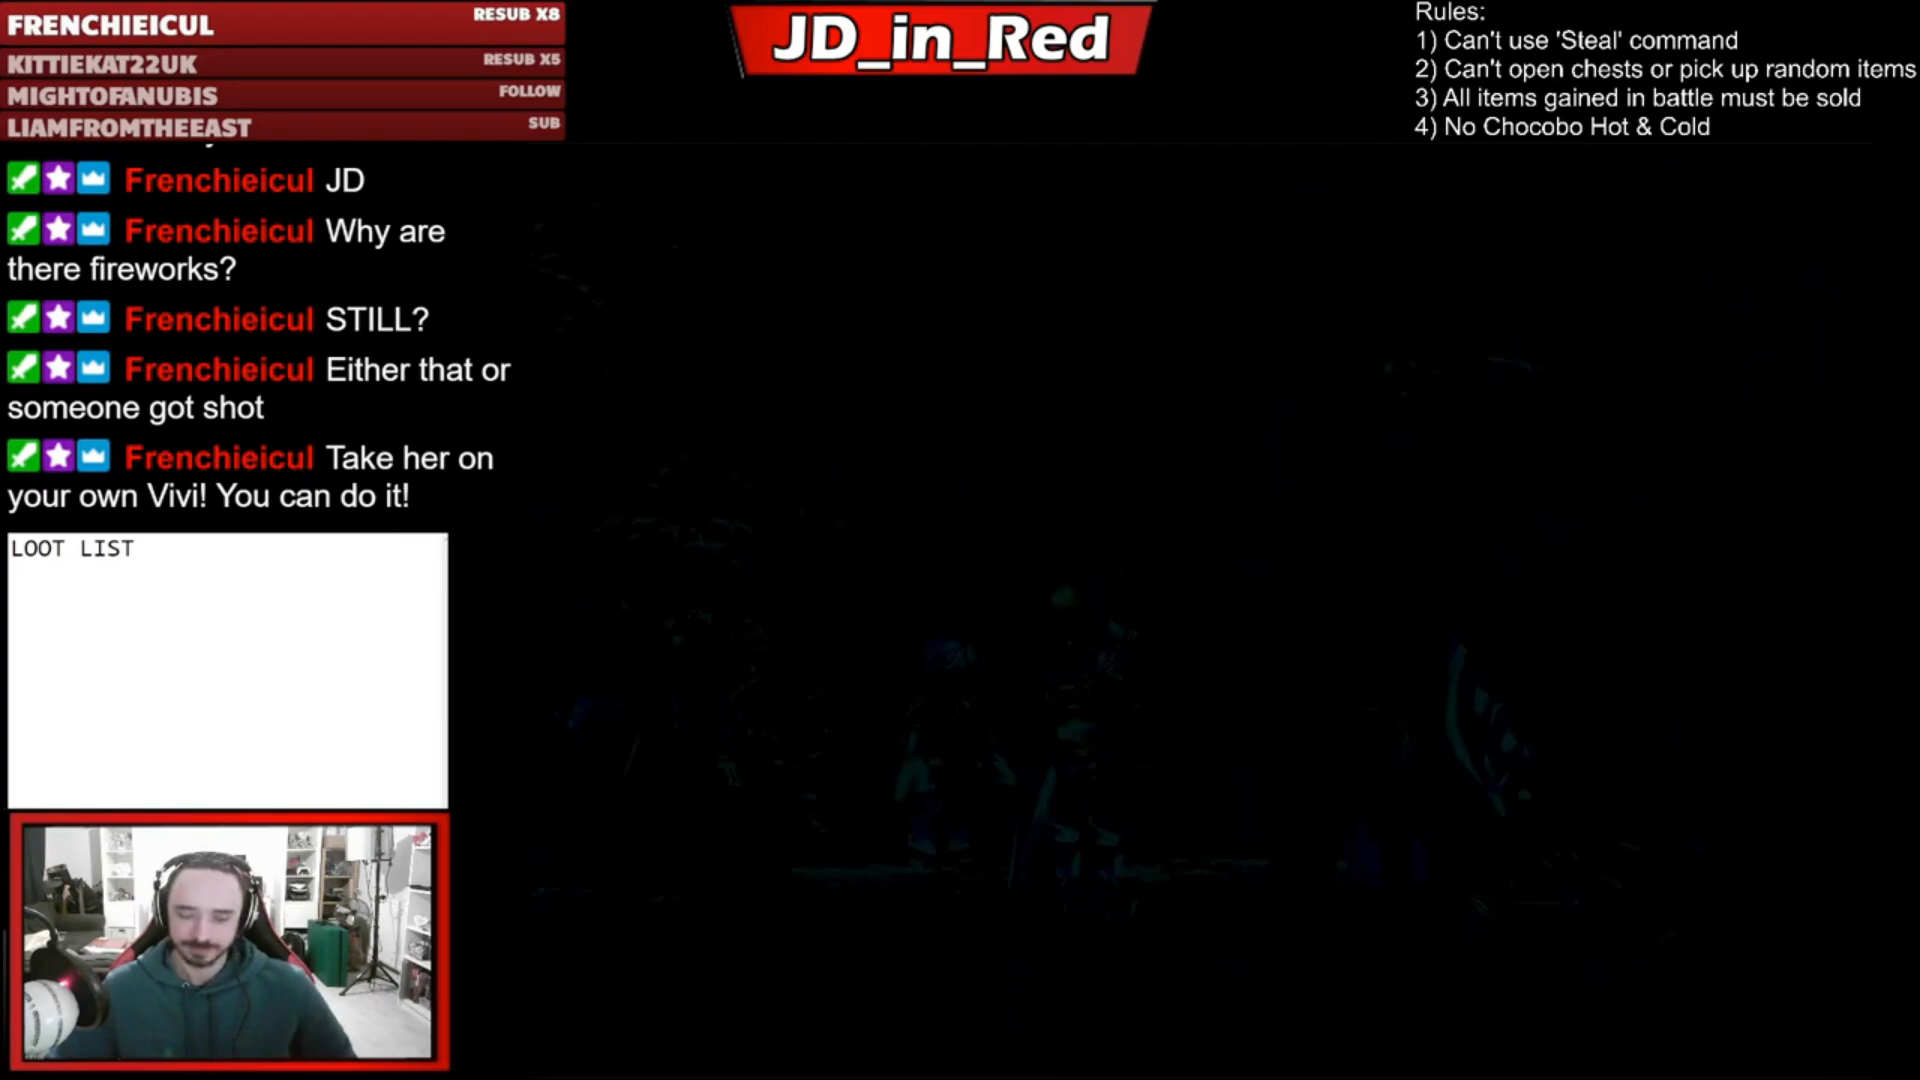 FRENCHIEICUL RESUB X8
KITTIEKAT22UK RESUB X5
MIGHTOFANUBIS FOLLOW
LIAMFROMTHEEAST SUB
JD_in_Red
Rules:
1) Can't use 'Steal' command
2) Can't open chests or pick up random items
3) All items gained in battle must be sold
4) No Chocobo Hot & Cold
Frenchieicul JD
Frenchieicul Why are
there fireworks?
Frenchieicul STILL?
Frenchieicul Either that or
someone got shot
Frenchieicul Take her on
your own Vivi! You can do it!
LOOT LIST